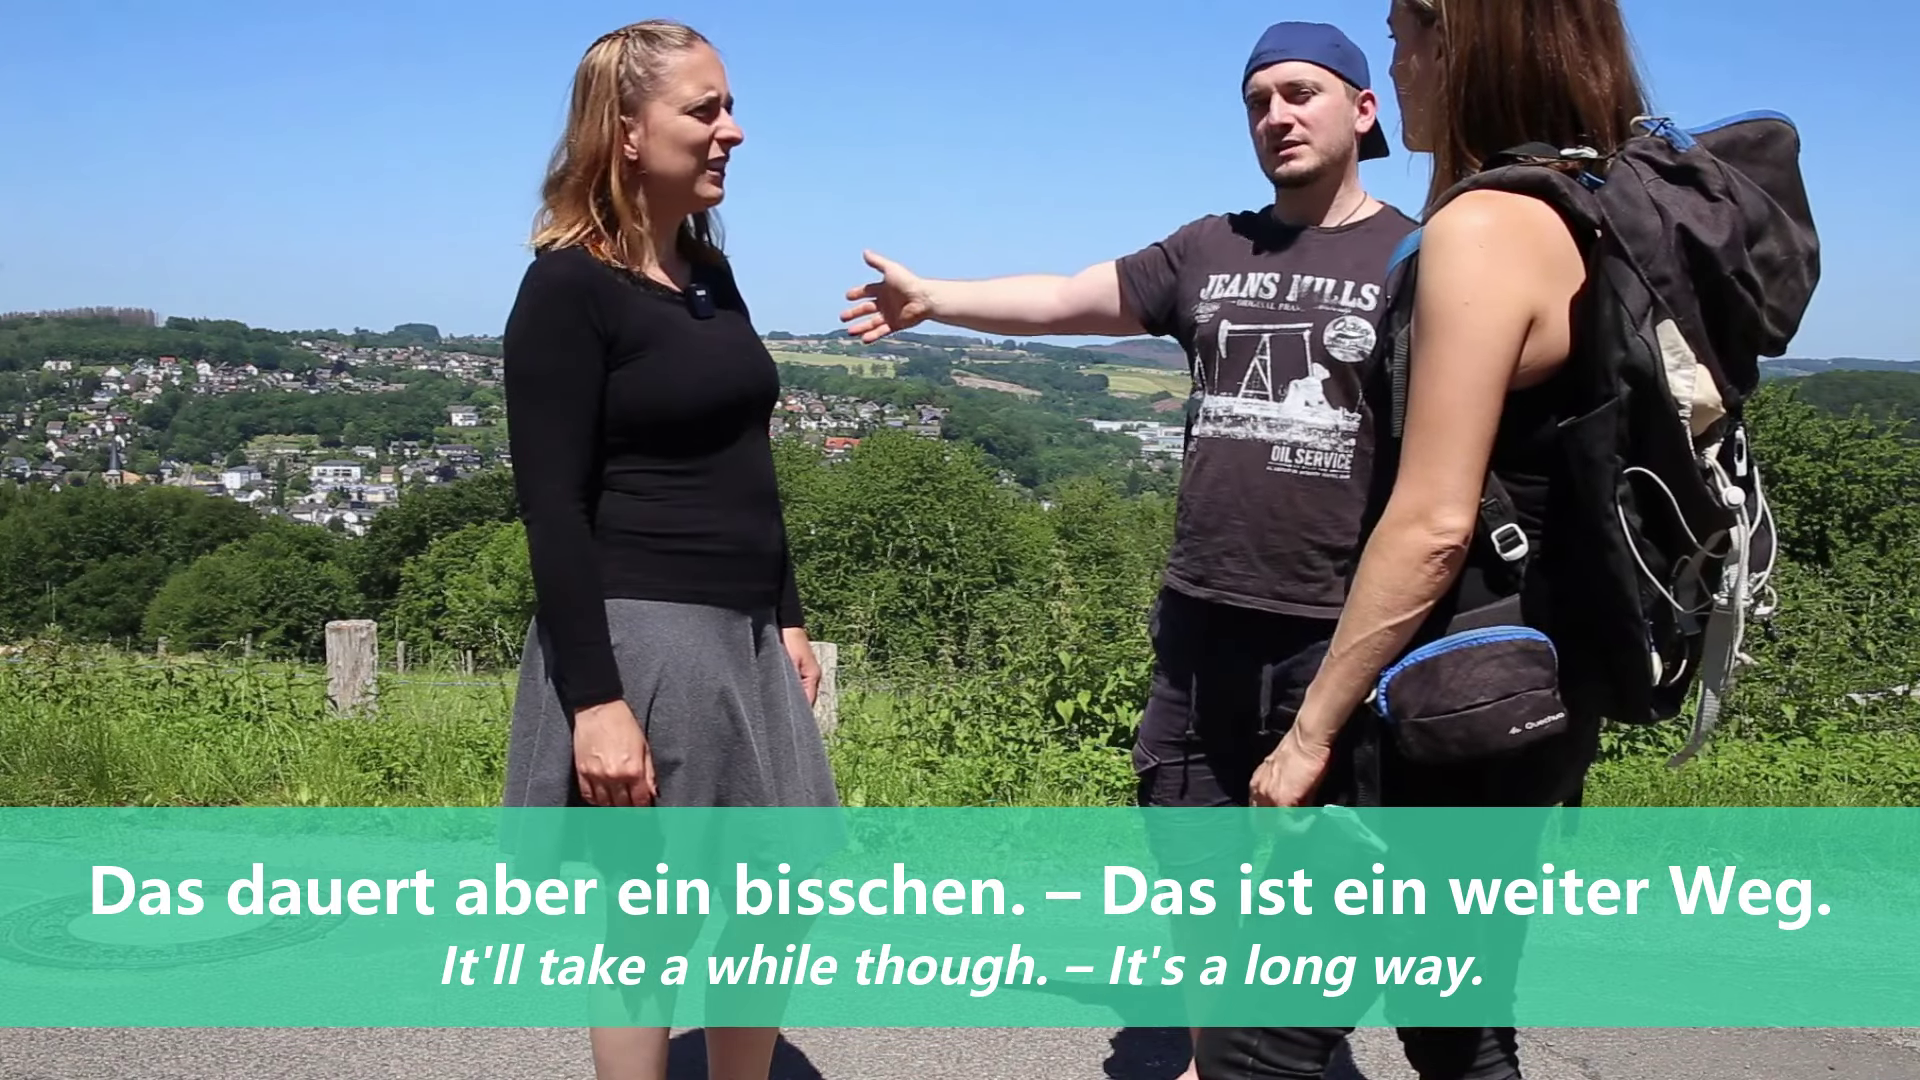 JEANS MILLS
ORIGINAL
OIL SERVICE
Quechua
Das dauert aber ein bisschen. – Das ist ein weiter Weg.
It'll take a while though. – It's a long way.